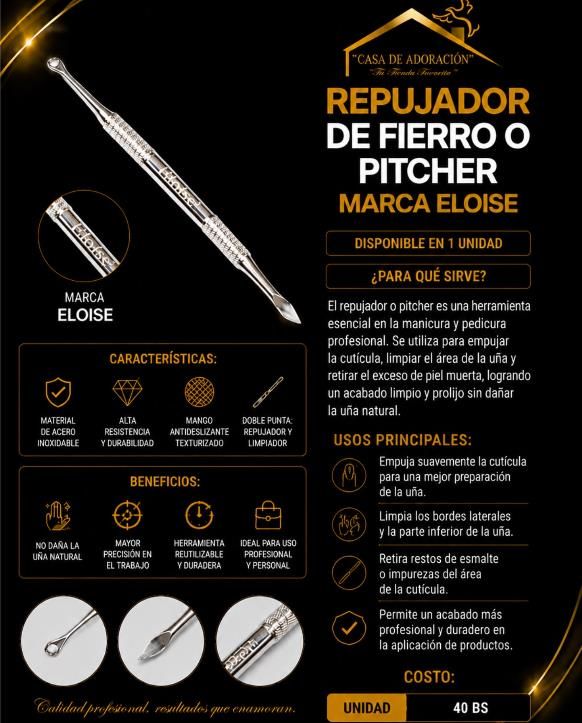 "CASA DE ADORACIÓN"
"Tu Tienda Favorita"
REPUJADOR
DE FIERRO O
PITCHER
MARCA ELOISE
DISPONIBLE EN 1 UNIDAD
¿PARA QUÉ SIRVE?
El repujador o pitcher es una herramienta
esencial en la manicura y pedicura
profesional. Se utiliza para empujar
la cutícula, limpiar el área de la uña y
retirar el exceso de piel muerta, logrando
un acabado limpio y prolijo sin dañar
la uña natural.
USOS PRINCIPALES:
Empuja suavemente la cutícula
para una mejor preparación
de la uña.
Limpia los bordes laterales
y la parte inferior de la uña.
Retira restos de esmalte
o impurezas del área
de la cutícula.
Permite un acabado más
profesional y duradero en
la aplicación de productos.
COSTO:
UNIDAD 40 BS
Eloise
Eloise
MARCA
ELOISE
CARACTERÍSTICAS:
MATERIAL
DE ACERO
INOXIDABLE
ALTA
RESISTENCIA
Y DURABILIDAD
MANGO
ANTIDESLIZANTE
TEXTURIZADO
DOBLE PUNTA:
REPUJADOR Y
LIMPIADOR
BENEFICIOS:
NO DAÑA LA
UÑA NATURAL
MAYOR
PRECISIÓN EN
EL TRABAJO
HERRAMIENTA
REUTILIZABLE
Y DURADERA
IDEAL PARA USO
PROFESIONAL
Y PERSONAL
Calidad profesional, resultados que enamoran.